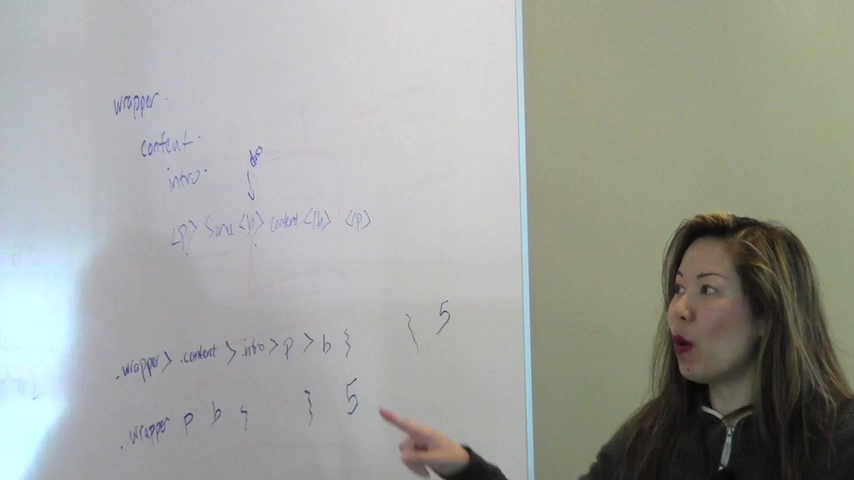 wrapper.
content.
intro.
<p> Some <b> content </b> </p>
.wrapper > .content > .intro > p > b { } 5
.wrapper p b { } 5